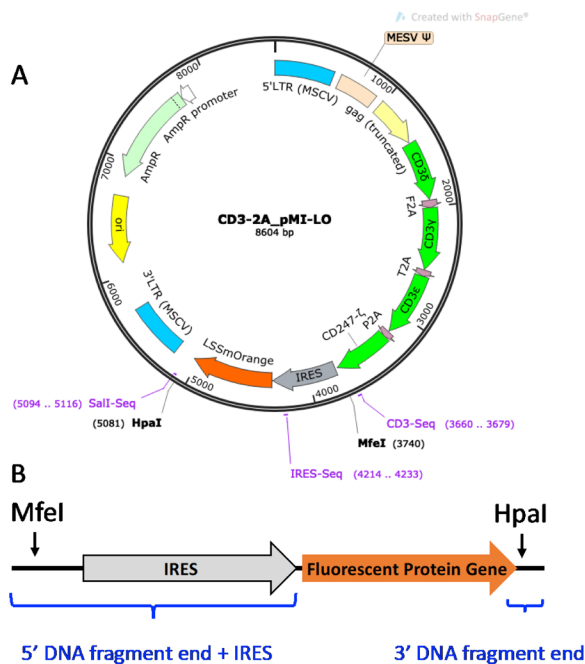 Created with SnapGene®
MESV Ψ
A
8000
1000
5'LTR (MSCV)
gag (truncated)
AmpR promoter
AmpR
7000
CD3δ
2000
F2A
CD3-2A_pMI-LO
8604 bp
CD3γ
ori
T2A
CD3ε
3000
6000
3'LTR (MSCV)
P2A
CD247-ζ
LSSmOrange
IRES
5000
4000
(5094 .. 5116) SalI-Seq
(5081) HpaI
CD3-Seq (3660 .. 3679)
MfeI (3740)
IRES-Seq (4214 .. 4233)
B
MfeI
HpaI
IRES
Fluorescent Protein Gene
5' DNA fragment end + IRES
3' DNA fragment end